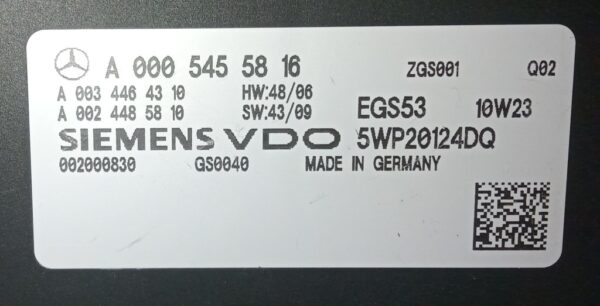 A 000 545 58 16 ZGS001 Q02
A 003 446 43 10 HW:48/06
A 002 448 58 10 SW:43/09 EGS53 10W23
SIEMENS VDO 5WP20124DQ
002000830 GS0040 MADE IN GERMANY